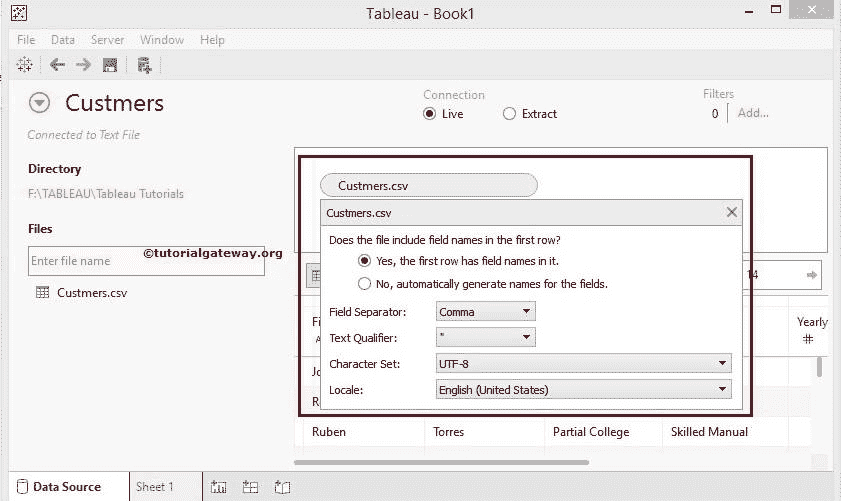 Tableau - Book1
File Data Server Window Help
Custmers
Connected to Text File
Connection
Live Extract
Filters
0 Add...
Directory
F:\TABLEAU\Tableau Tutorials
Files
Enter file name
©tutorialgateway.org
Custmers.csv
Custmers.csv
Custmers.csv
Does the file include field names in the first row?
Yes, the first row has field names in it.
No, automatically generate names for the fields.
Field Separator: Comma
Text Qualifier: "
Character Set: UTF-8
Locale: English (United States)
14
Yearly
#
Ruben Torres Partial College Skilled Manual
Data Source Sheet 1